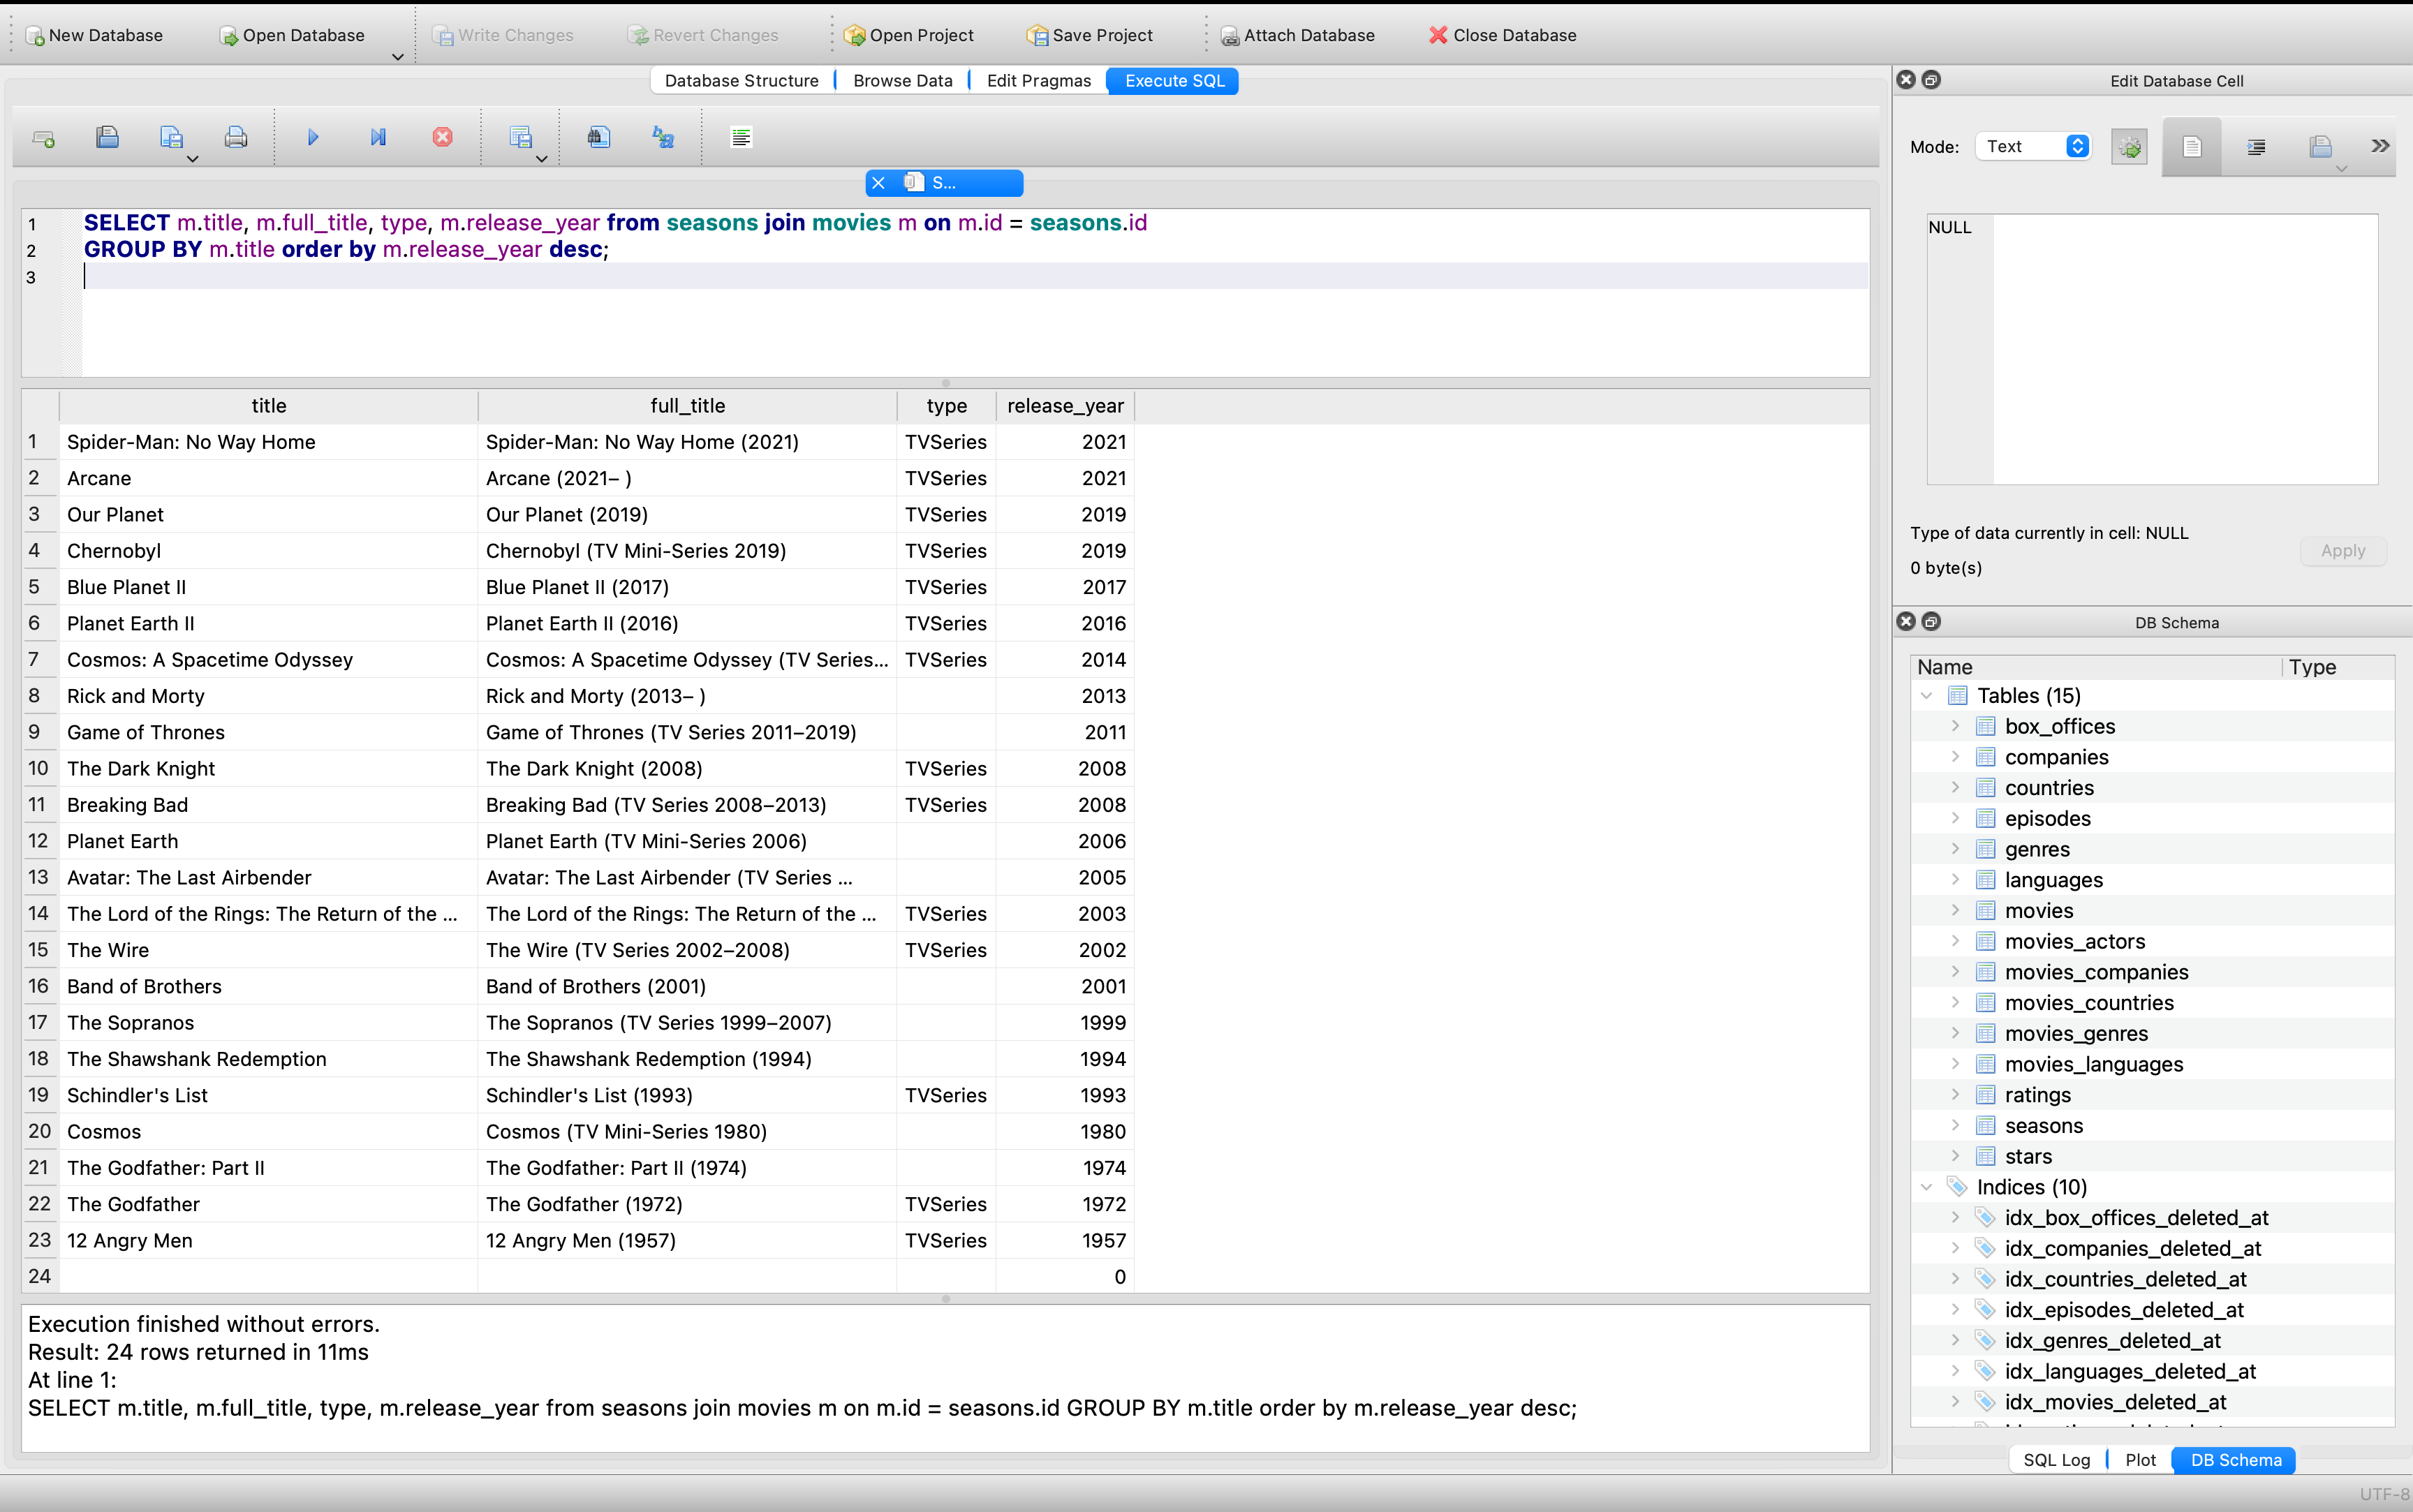 New Database Open Database Write Changes Revert Changes Open Project Save Project Attach Database Close Database
Database Structure Browse Data Edit Pragmas Execute SQL
S...
1 SELECT m.title, m.full_title, type, m.release_year from seasons join movies m on m.id = seasons.id
2 GROUP BY m.title order by m.release_year desc;
3
title full_title type release_year
1 Spider-Man: No Way Home Spider-Man: No Way Home (2021) TVSeries 2021
2 Arcane Arcane (2021– ) TVSeries 2021
3 Our Planet Our Planet (2019) TVSeries 2019
4 Chernobyl Chernobyl (TV Mini-Series 2019) TVSeries 2019
5 Blue Planet II Blue Planet II (2017) TVSeries 2017
6 Planet Earth II Planet Earth II (2016) TVSeries 2016
7 Cosmos: A Spacetime Odyssey Cosmos: A Spacetime Odyssey (TV Series... TVSeries 2014
8 Rick and Morty Rick and Morty (2013– ) 2013
9 Game of Thrones Game of Thrones (TV Series 2011–2019) 2011
10 The Dark Knight The Dark Knight (2008) TVSeries 2008
11 Breaking Bad Breaking Bad (TV Series 2008–2013) TVSeries 2008
12 Planet Earth Planet Earth (TV Mini-Series 2006) 2006
13 Avatar: The Last Airbender Avatar: The Last Airbender (TV Series ... 2005
14 The Lord of the Rings: The Return of the ... The Lord of the Rings: The Return of the ... TVSeries 2003
15 The Wire The Wire (TV Series 2002–2008) TVSeries 2002
16 Band of Brothers Band of Brothers (2001) 2001
17 The Sopranos The Sopranos (TV Series 1999–2007) 1999
18 The Shawshank Redemption The Shawshank Redemption (1994) 1994
19 Schindler's List Schindler's List (1993) TVSeries 1993
20 Cosmos Cosmos (TV Mini-Series 1980) 1980
21 The Godfather: Part II The Godfather: Part II (1974) 1974
22 The Godfather The Godfather (1972) TVSeries 1972
23 12 Angry Men 12 Angry Men (1957) TVSeries 1957
24 0
Execution finished without errors.
Result: 24 rows returned in 11ms
At line 1:
SELECT m.title, m.full_title, type, m.release_year from seasons join movies m on m.id = seasons.id GROUP BY m.title order by m.release_year desc;
Edit Database Cell
Mode: Text
NULL
Type of data currently in cell: NULL
Apply
0 byte(s)
DB Schema
Name Type
Tables (15)
box_offices
companies
countries
episodes
genres
languages
movies
movies_actors
movies_companies
movies_countries
movies_genres
movies_languages
ratings
seasons
stars
Indices (10)
idx_box_offices_deleted_at
idx_companies_deleted_at
idx_countries_deleted_at
idx_episodes_deleted_at
idx_genres_deleted_at
idx_languages_deleted_at
idx_movies_deleted_at
SQL Log Plot DB Schema
UTF-8